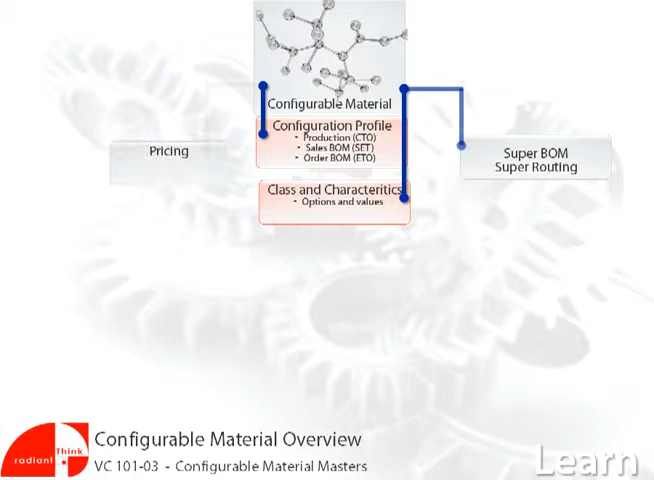 Configurable Material
Configuration Profile
- Production (CTO)
- Sales BOM (SET)
- Order BOM (ETO)
Class and Characteritics
- Options and values
Pricing
Super BOM
Super Routing
radiant Think
Configurable Material Overview
VC 101-03 - Configurable Material Masters
Learn